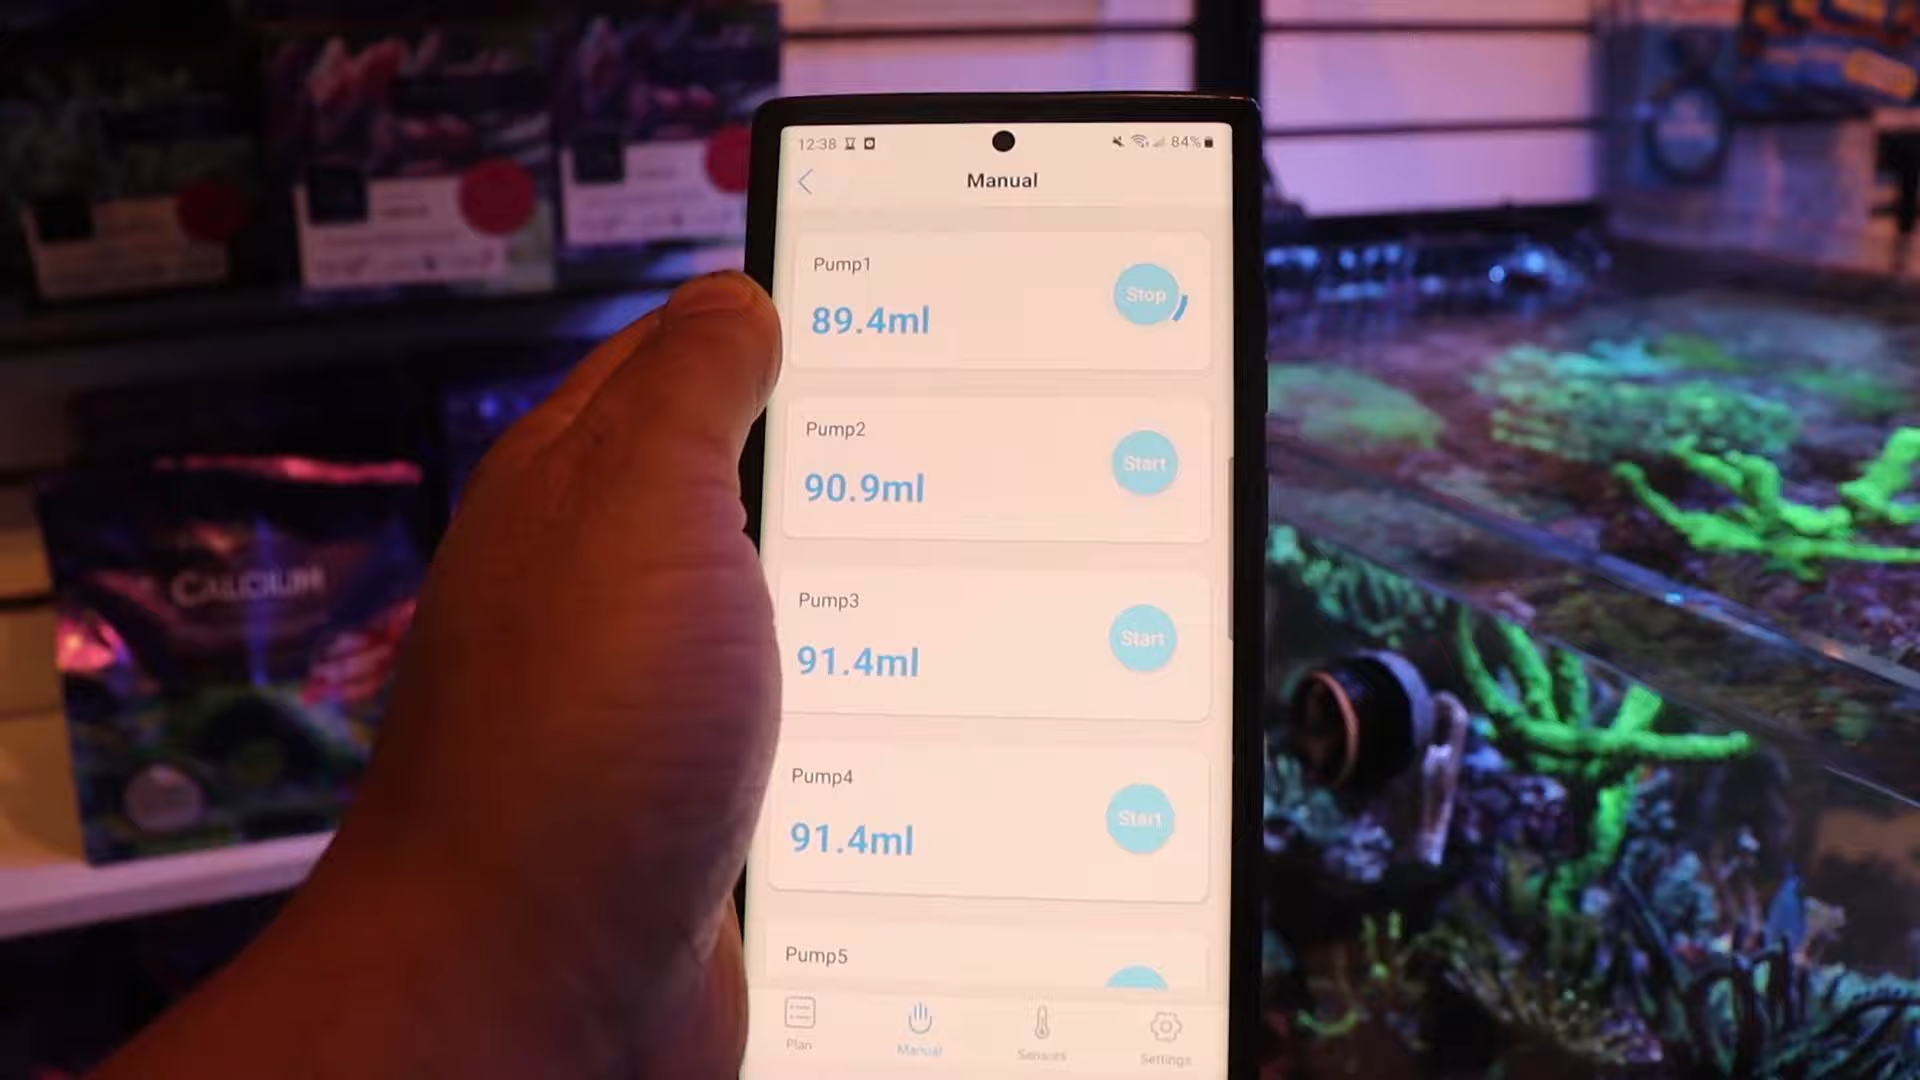 12:38 84%
Manual
Pump1
89.4ml
Stop
Pump2
90.9ml
Start
Pump3
91.4ml
Start
Pump4
91.4ml
Start
Pump5
Plan Manual Sensors Settings
CALCIUM